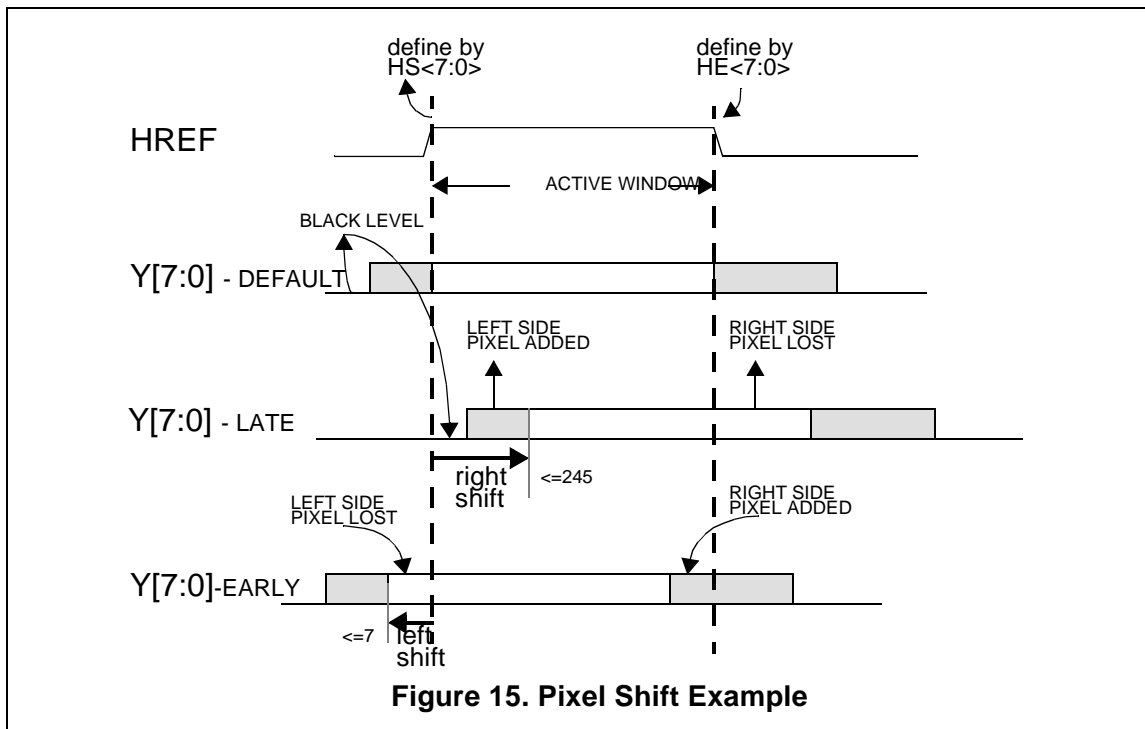 define by
HS<7:0>
define by
HE<7:0>
HREF
ACTIVE WINDOW
BLACK LEVEL
Y[7:0] - DEFAULT
LEFT SIDE
PIXEL ADDED
RIGHT SIDE
PIXEL LOST
Y[7:0] - LATE
right
shift
<=245
LEFT SIDE
PIXEL LOST
RIGHT SIDE
PIXEL ADDED
Y[7:0]-EARLY
<=7
left
shift
Figure 15. Pixel Shift Example